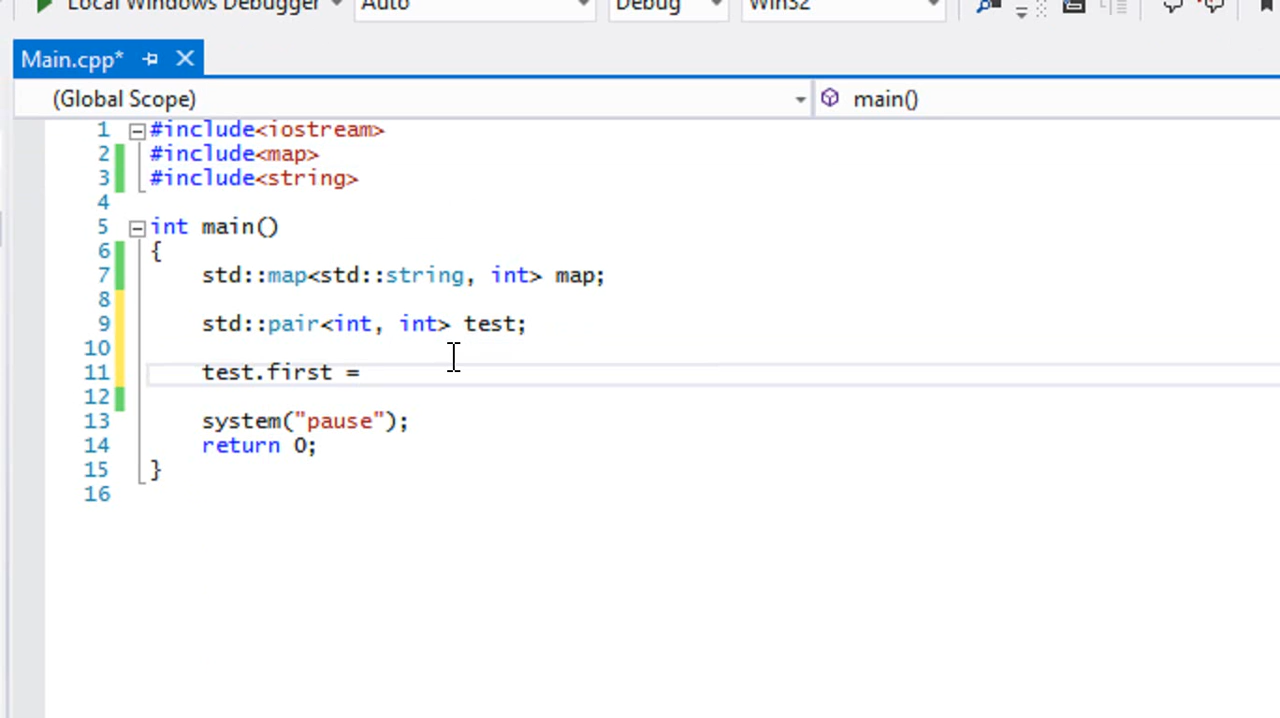 Local Windows Debugger Auto Debug Win32
Main.cpp*
(Global Scope) main()
1 #include<iostream>
2 #include<map>
3 #include<string>
4
5 int main()
6 {
7 std::map<std::string, int> map;
8
9 std::pair<int, int> test;
10
11 test.first =
12
13 system("pause");
14 return 0;
15 }
16